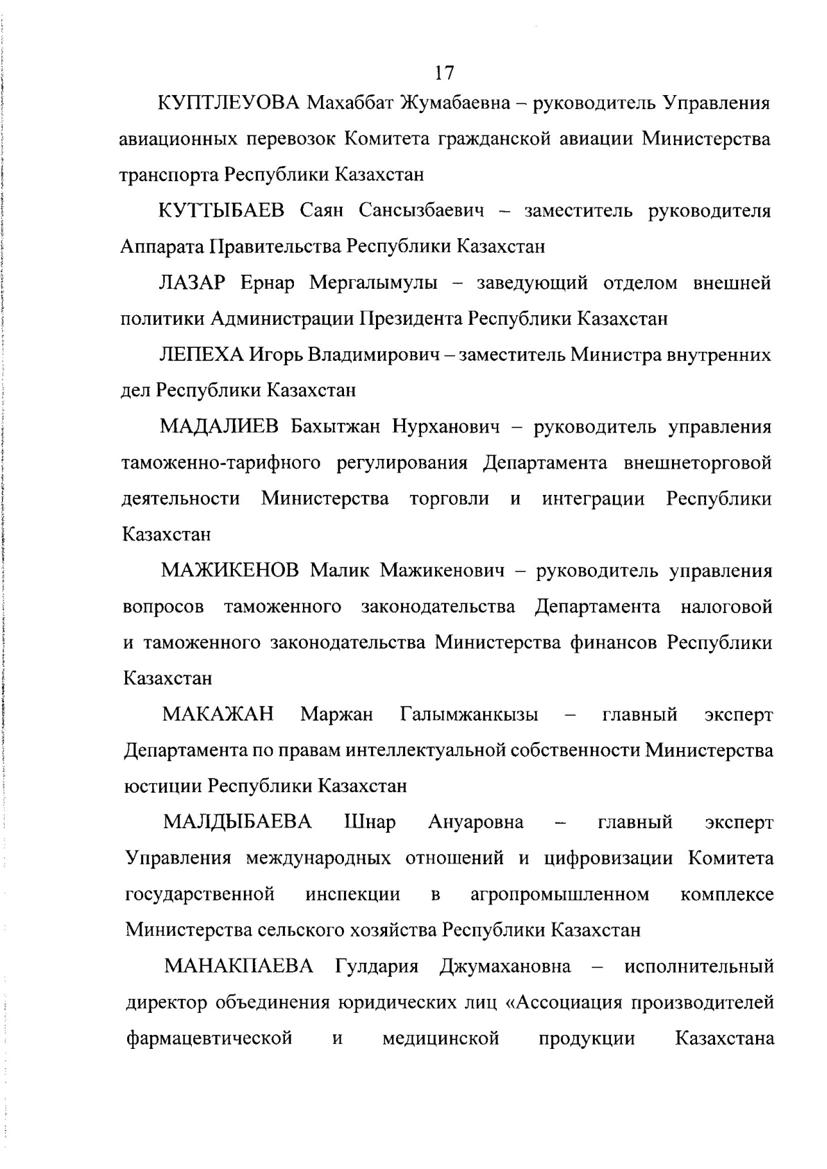 17
КУПТЛЕУОВА Махаббат Жумабаевна – руководитель Управления
авиационных перевозок Комитета гражданской авиации Министерства
транспорта Республики Казахстан
КУТТЫБАЕВ Саян Сансызбаевич – заместитель руководителя
Аппарата Правительства Республики Казахстан
ЛАЗАР Ернар Мергалымулы – заведующий отделом внешней
политики Администрации Президента Республики Казахстан
ЛЕПЕХА Игорь Владимирович – заместитель Министра внутренних
дел Республики Казахстан
МАДАЛИЕВ Бахытжан Нурханович – руководитель управления
таможенно-тарифного регулирования Департамента внешнеторговой
деятельности Министерства торговли и интеграции Республики
Казахстан
МАЖИКЕНОВ Малик Мажикенович – руководитель управления
вопросов таможенного законодательства Департамента налоговой
и таможенного законодательства Министерства финансов Республики
Казахстан
МАКАЖАН Маржан Галымжанкызы – главный эксперт
Департамента по правам интеллектуальной собственности Министерства
юстиции Республики Казахстан
МАЛДЫБАЕВА Шнар Ануаровна – главный эксперт
Управления международных отношений и цифровизации Комитета
государственной инспекции в агропромышленном комплексе
Министерства сельского хозяйства Республики Казахстан
МАНАКПАЕВА Гулдария Джумахановна – исполнительный
директор объединения юридических лиц «Ассоциация производителей
фармацевтической и медицинской продукции Казахстана